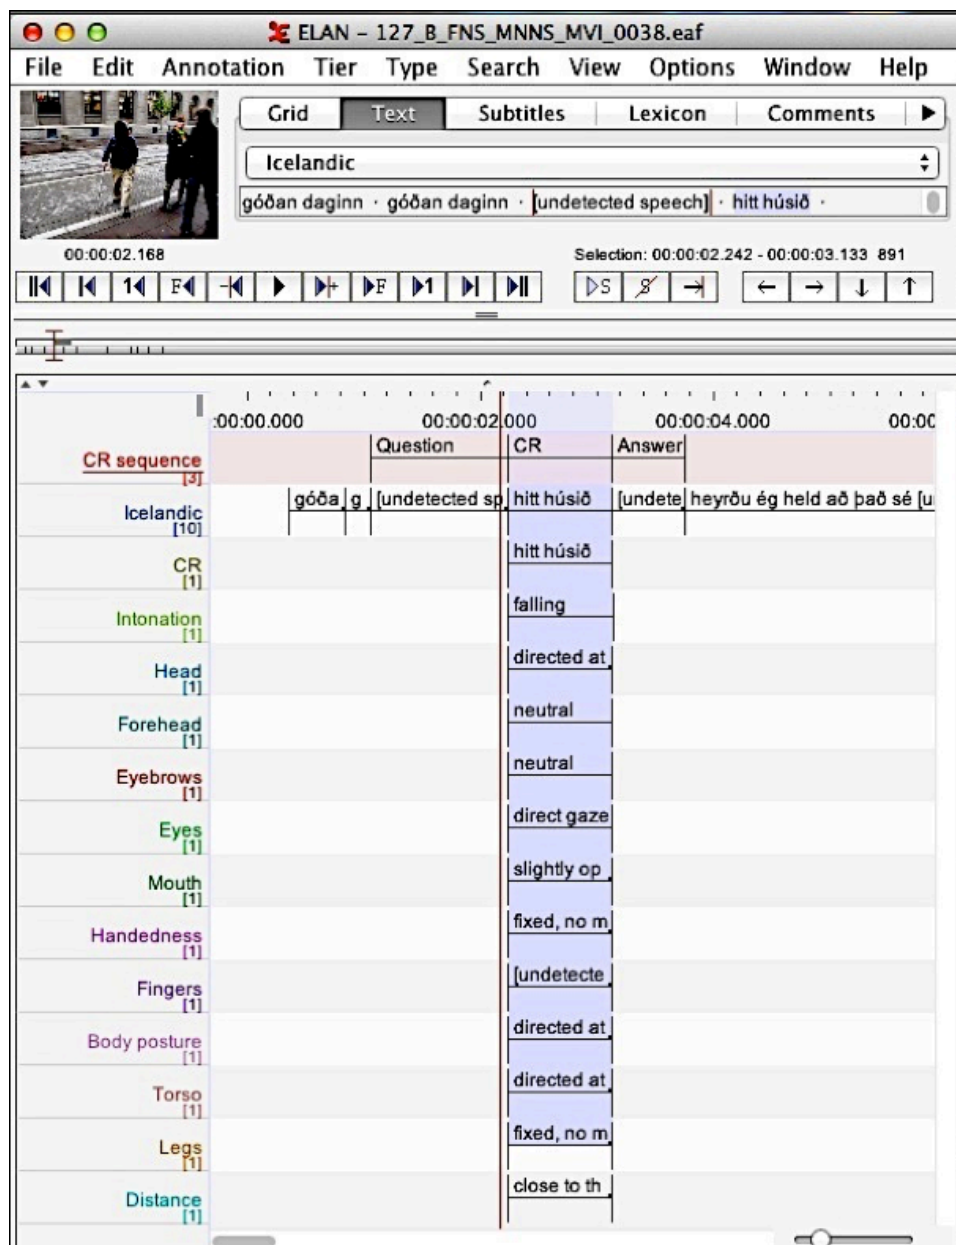 ELAN - 127_B_FNS_MNNS_MVI_0038.eaf
File Edit Annotation Tier Type Search View Options Window Help
Grid Text Subtitles Lexicon Comments
Icelandic
góðan daginn · góðan daginn · [undetected speech] · hitt húsið ·
00:00:02.168
Selection: 00:00:02.242 - 00:00:03.133 891
1 F + F 1 S S
:00:00.000 00:00:02.000 00:00:04.000 00:00
CR sequence Question CR Answer
[3]
Icelandic góða g [undetected sp hitt húsið [undete heyrðu ég held að það sé [u
[10]
CR hitt húsið
[1]
Intonation falling
[1]
Head directed at
[1]
Forehead neutral
[1]
Eyebrows neutral
[1]
Eyes direct gaze
[1]
Mouth slightly op
[1]
Handedness fixed, no m
[1]
Fingers [undetecte
[1]
Body posture directed at
[1]
Torso directed at
[1]
Legs fixed, no m
[1]
Distance close to th
[1]